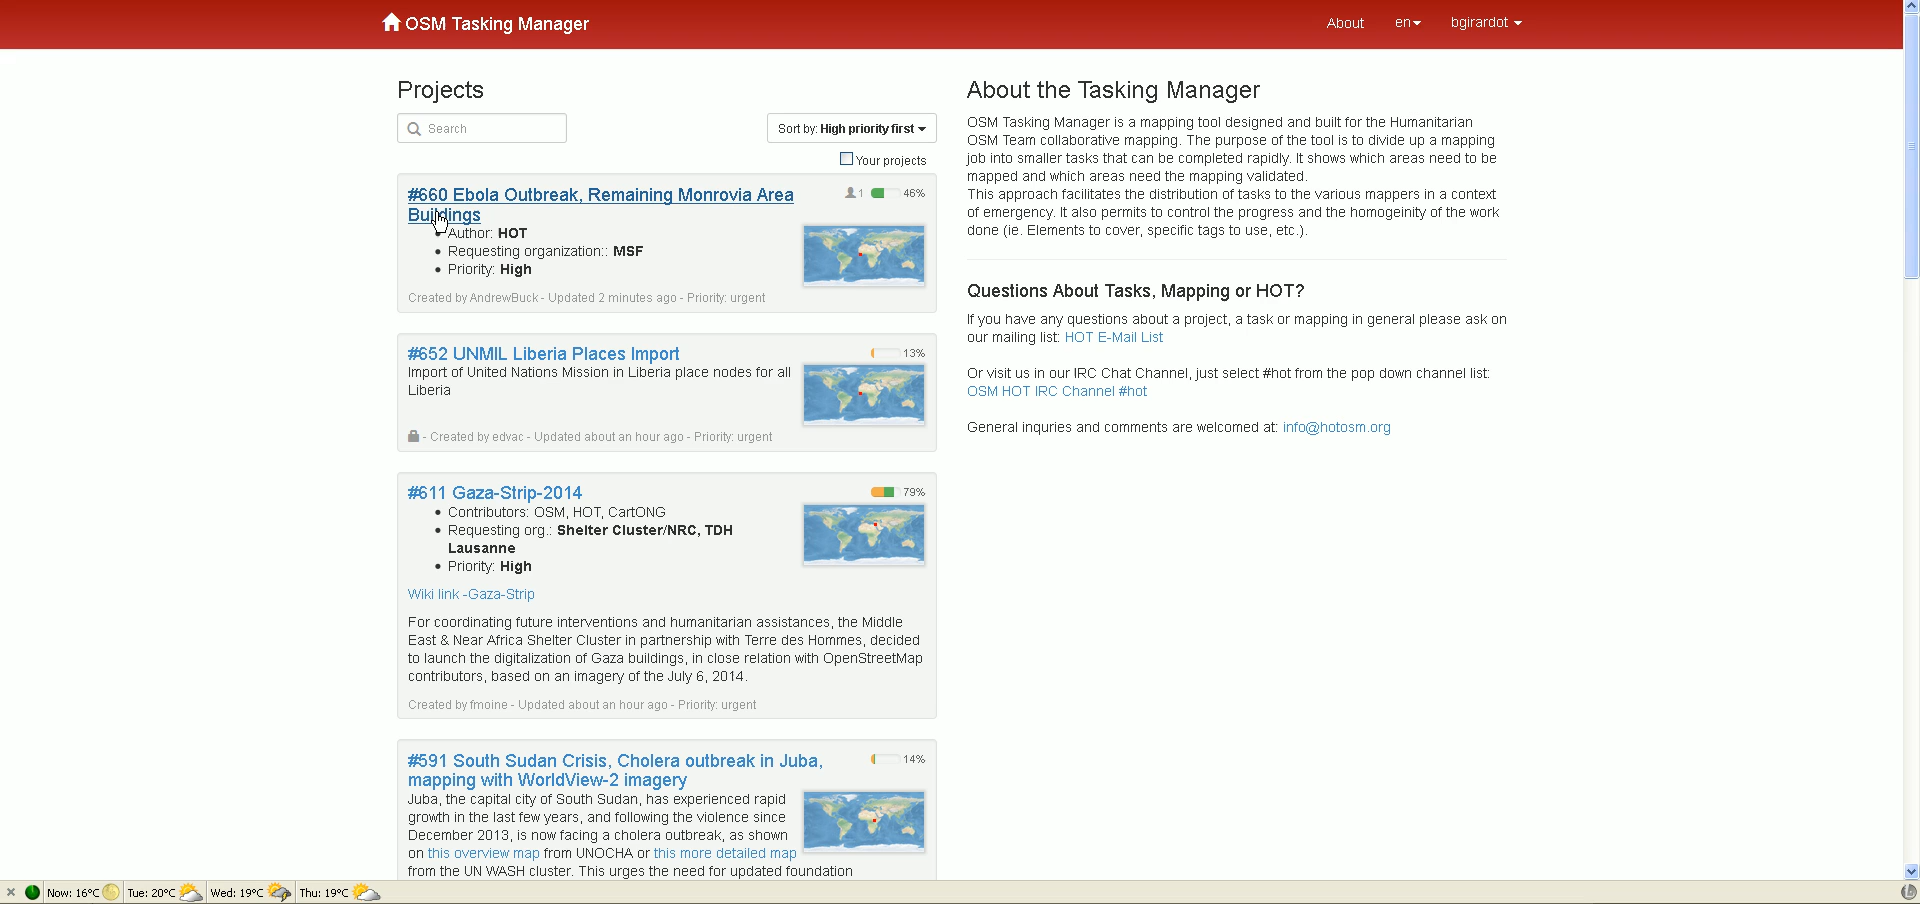 OSM Tasking Manager
About en bgirardot
Projects
Search
Sort by: High priority first
Your projects
#660 Ebola Outbreak, Remaining Monrovia Area
Buildings
1 46%
Author: HOT
Requesting organization:: MSF
Priority: High
Created by AndrewBuck - Updated 2 minutes ago - Priority: urgent
#652 UNMIL Liberia Places Import
13%
Import of United Nations Mission in Liberia place nodes for all
Liberia
- Created by edvac - Updated about an hour ago - Priority: urgent
#611 Gaza-Strip-2014
79%
Contributors: OSM, HOT, CartONG
Requesting org.: Shelter Cluster/NRC, TDH
Lausanne
Priority: High
Wiki link -Gaza-Strip
For coordinating future interventions and humanitarian assistances, the Middle
East & Near Africa Shelter Cluster in partnership with Terre des Hommes, decided
to launch the digitalization of Gaza buildings, in close relation with OpenStreetMap
contributors, based on an imagery of the July 6, 2014.
Created by fmoine - Updated about an hour ago - Priority: urgent
#591 South Sudan Crisis, Cholera outbreak in Juba,
mapping with WorldView-2 imagery
14%
Juba, the capital city of South Sudan, has experienced rapid
growth in the last few years, and following the violence since
December 2013, is now facing a cholera outbreak, as shown
on this overview map from UNOCHA or this more detailed map
from the UN WASH cluster. This urges the need for updated foundation
About the Tasking Manager
OSM Tasking Manager is a mapping tool designed and built for the Humanitarian
OSM Team collaborative mapping. The purpose of the tool is to divide up a mapping
job into smaller tasks that can be completed rapidly. It shows which areas need to be
mapped and which areas need the mapping validated.
This approach facilitates the distribution of tasks to the various mappers in a context
of emergency. It also permits to control the progress and the homogeinity of the work
done (ie. Elements to cover, specific tags to use, etc.).
Questions About Tasks, Mapping or HOT?
If you have any questions about a project, a task or mapping in general please ask on
our mailing list: HOT E-Mail List
Or visit us in our IRC Chat Channel, just select #hot from the pop down channel list:
OSM HOT IRC Channel #hot
General inquries and comments are welcomed at: info@hotosm.org
Now: 16°C Tue: 20°C Wed: 19°C Thu: 19°C